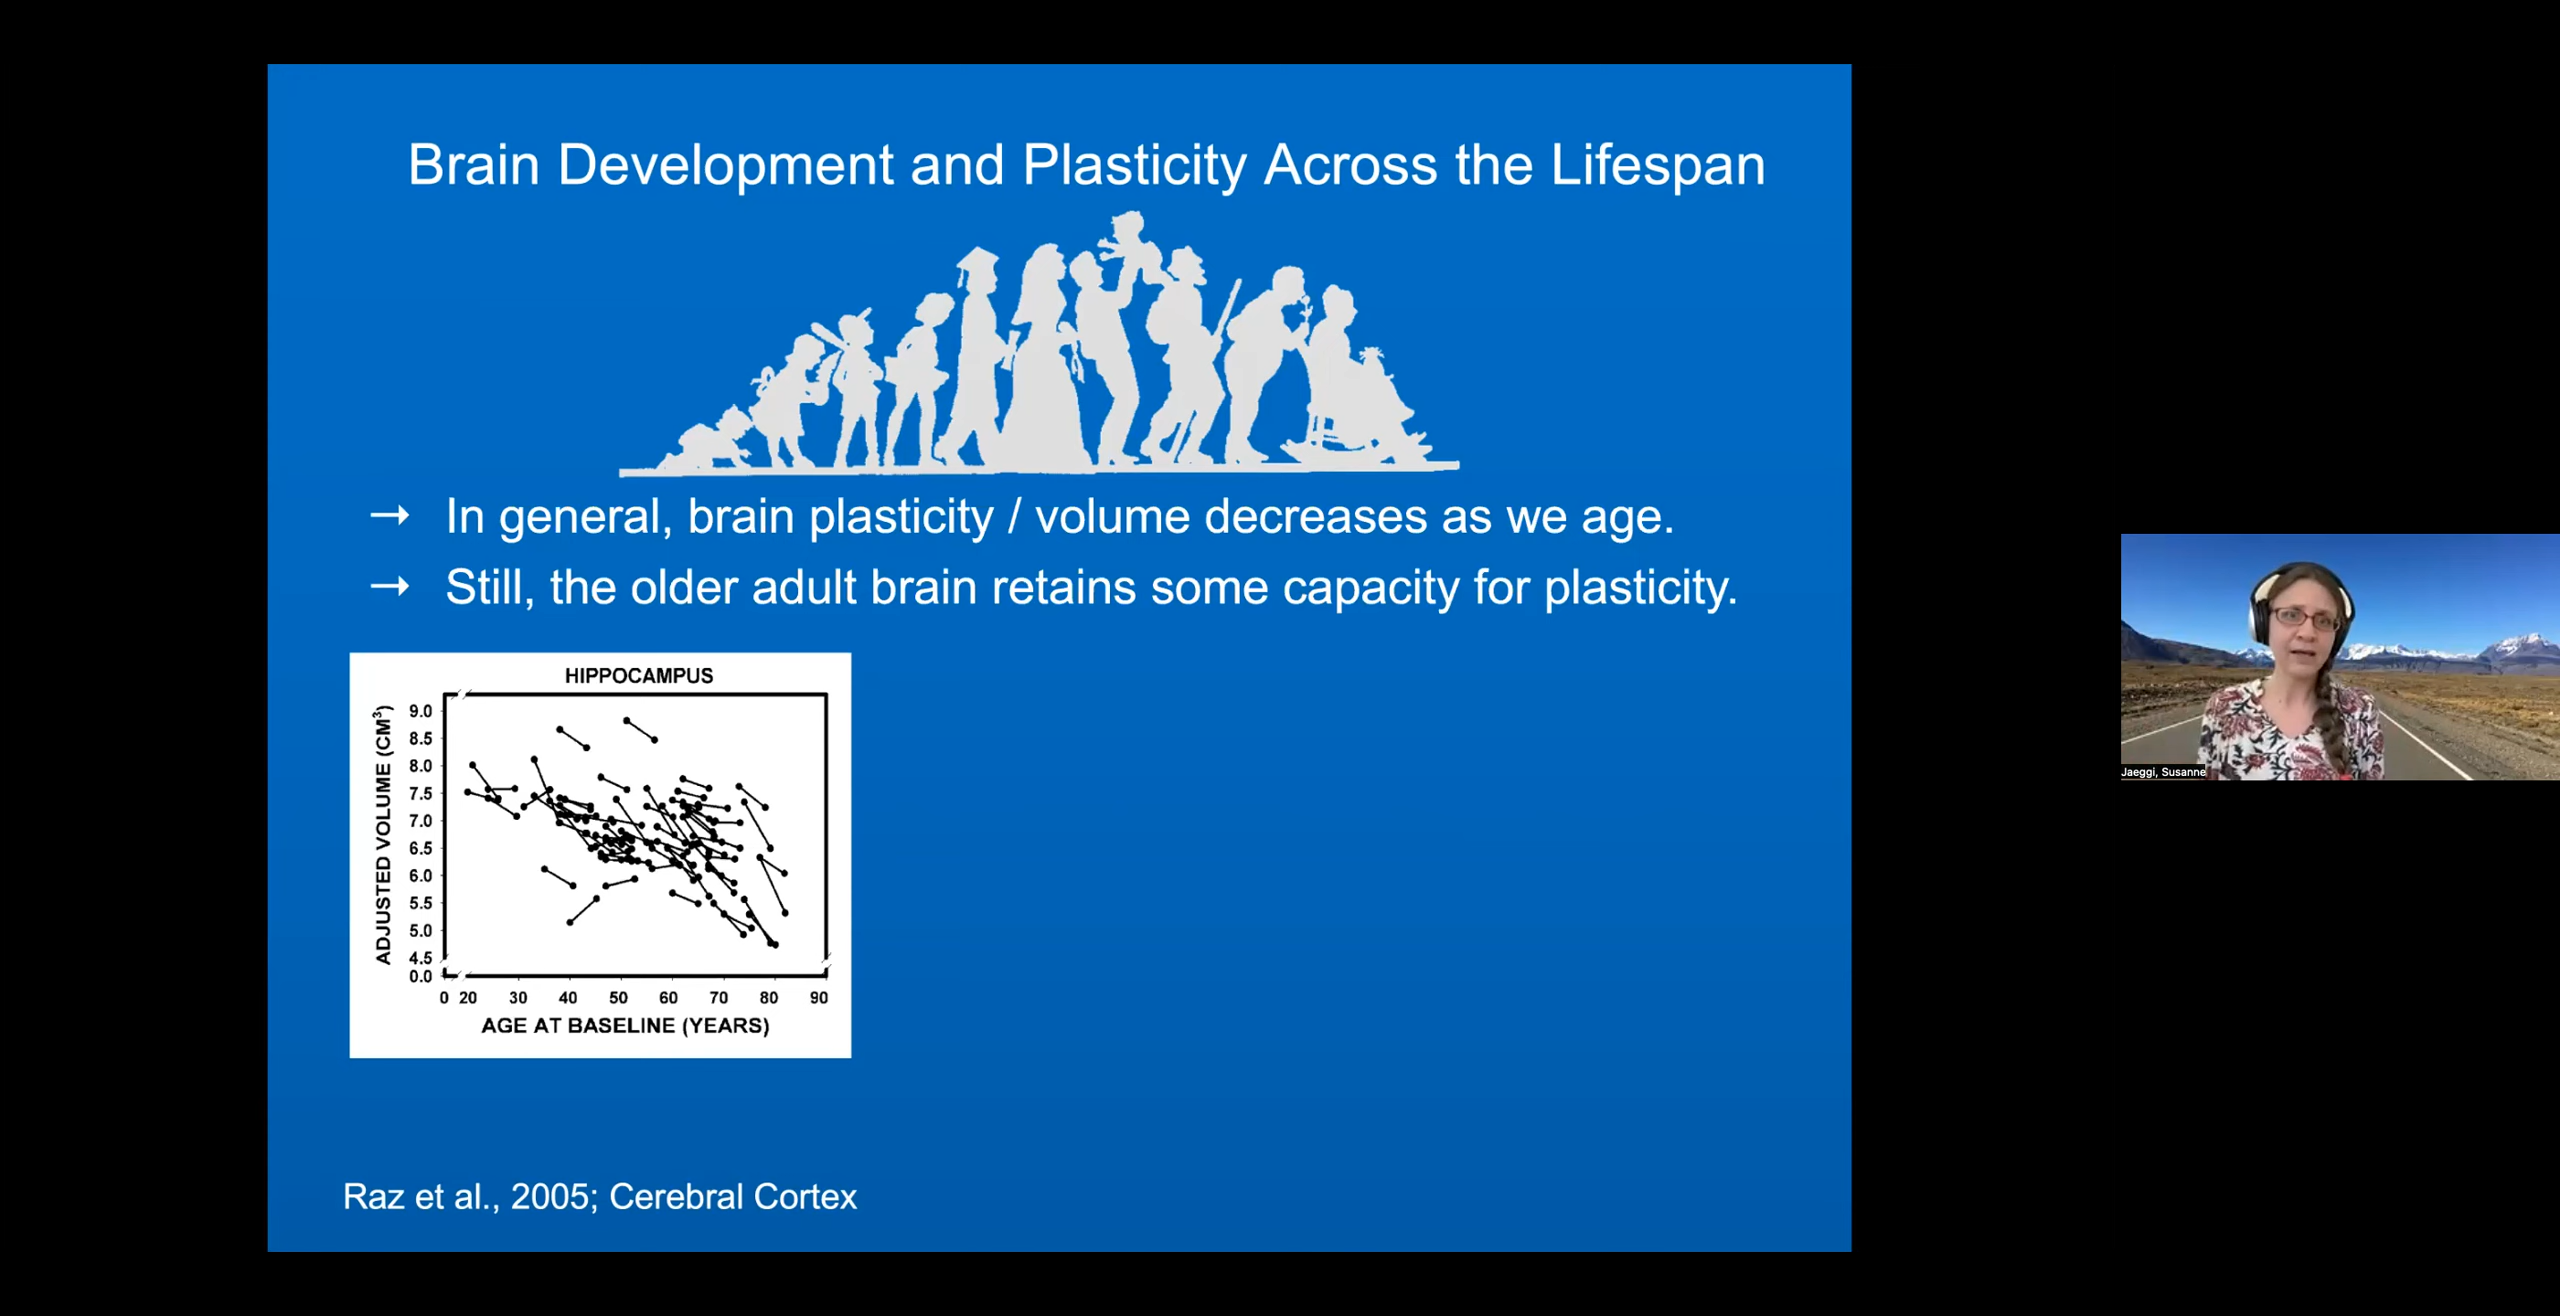 Brain Development and Plasticity Across the Lifespan
→ In general, brain plasticity / volume decreases as we age.
→ Still, the older adult brain retains some capacity for plasticity.
HIPPOCAMPUS
ADJUSTED VOLUME (CM³)
9.0
8.5
8.0
7.5
7.0
6.5
6.0
5.5
5.0
4.5
0.0
0 20 30 40 50 60 70 80 90
AGE AT BASELINE (YEARS)
Raz et al., 2005; Cerebral Cortex
Jaeggi, Susanne